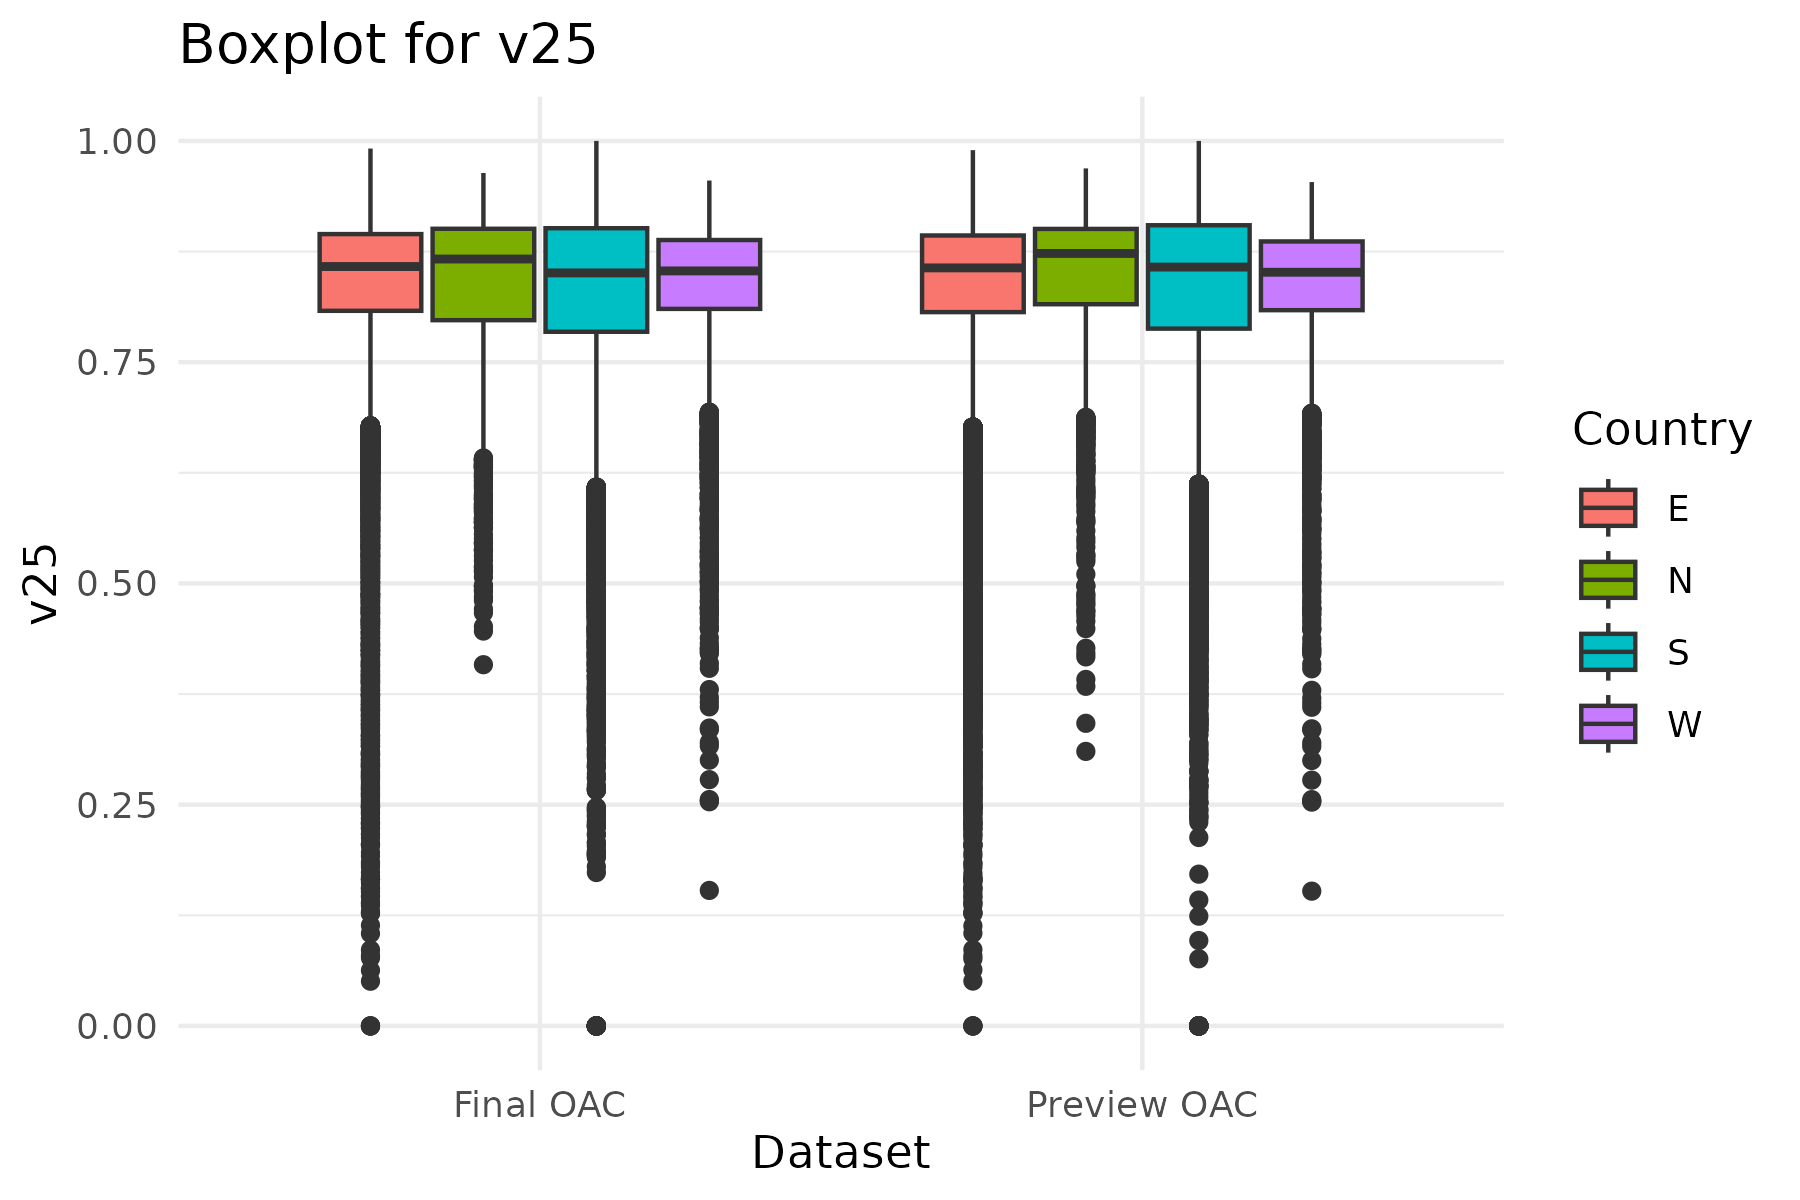 Boxplot for v25
1.00
0.75
0.50
0.25
0.00
v25
Final OAC
Preview OAC
Dataset
Country
E
N
S
W